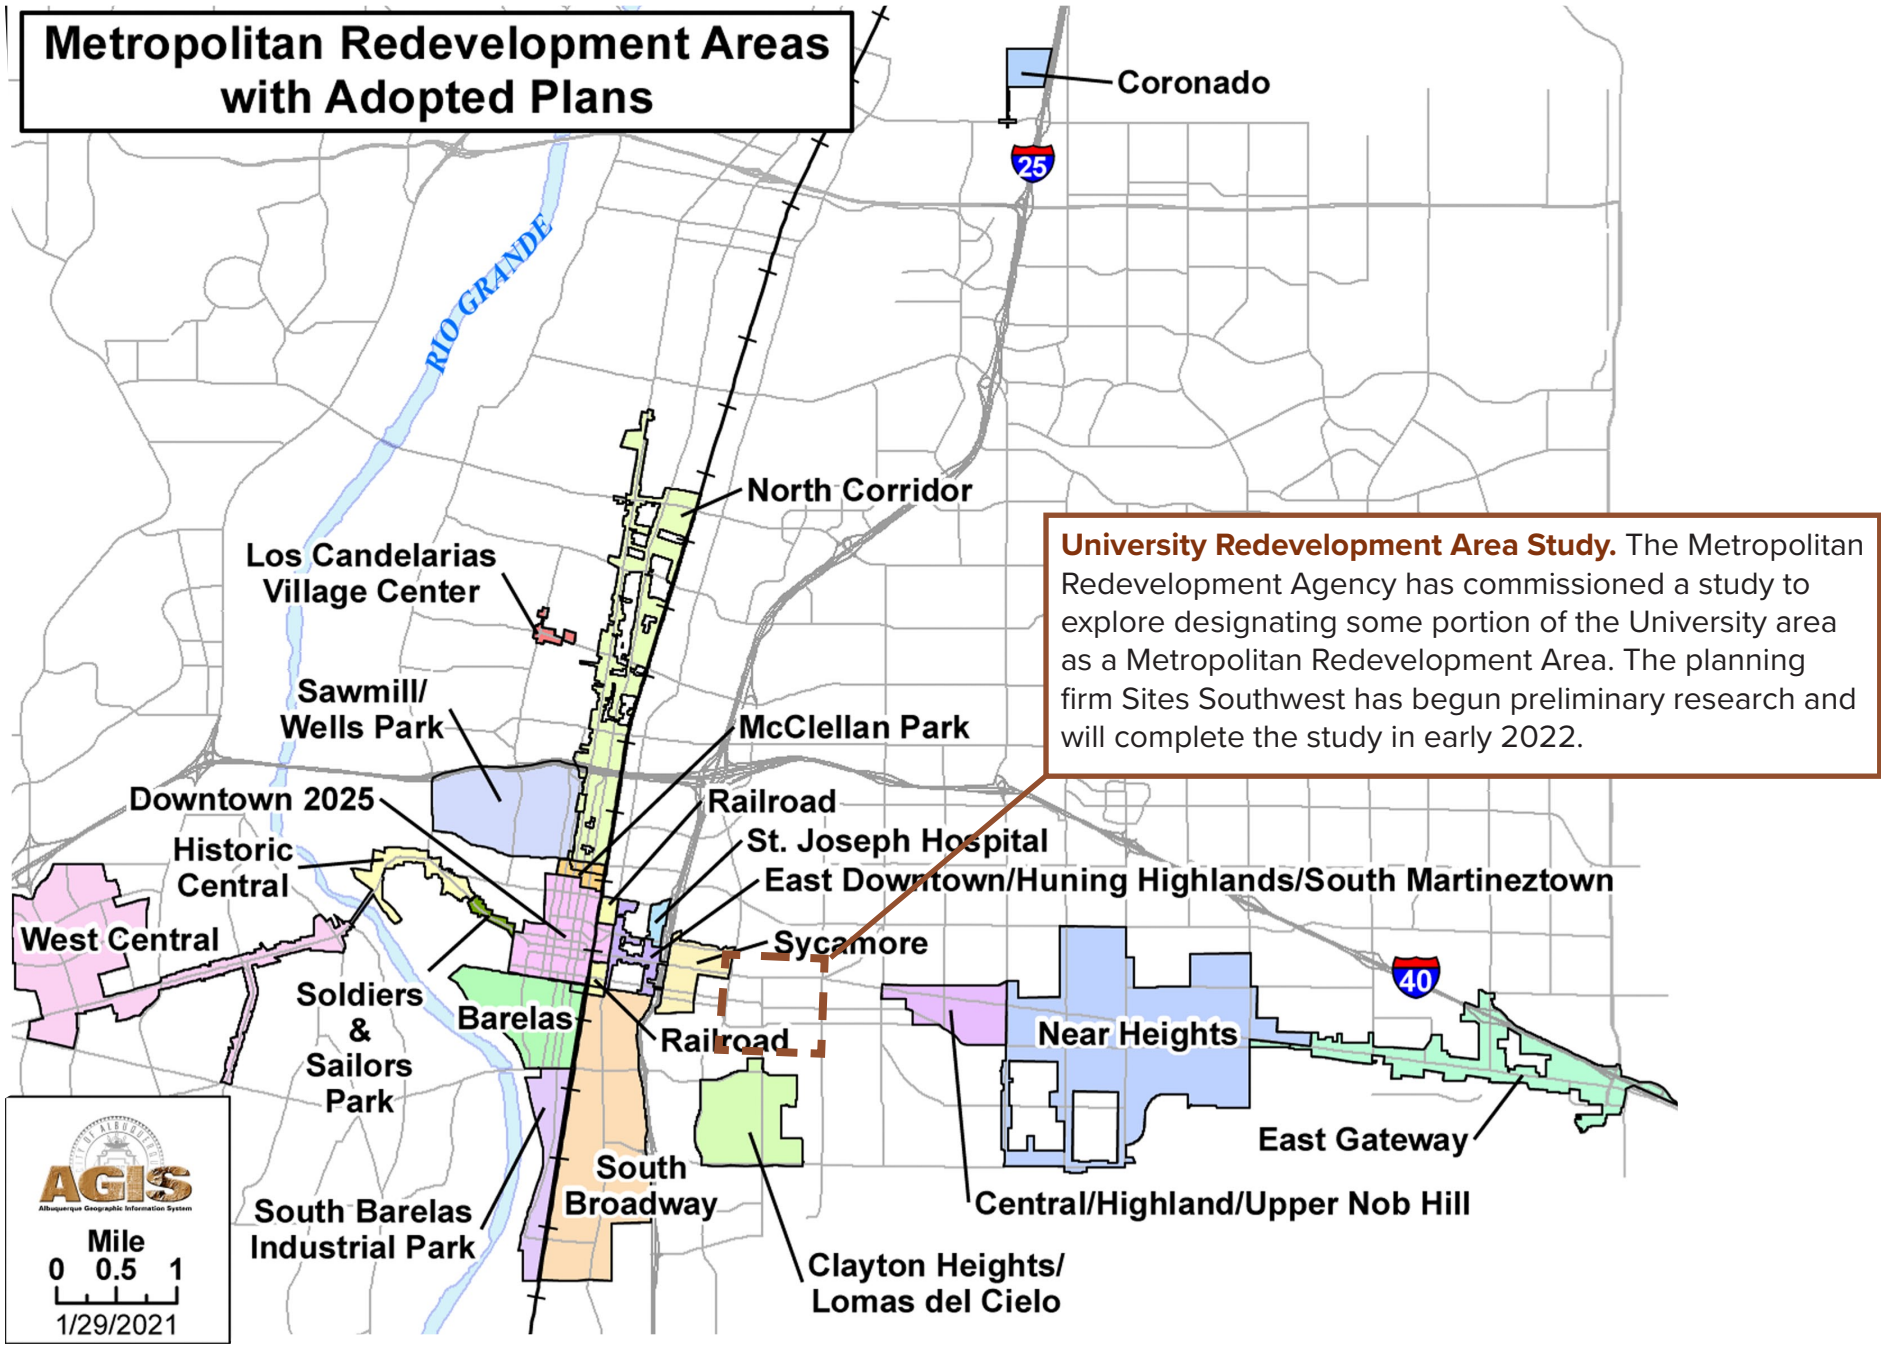 Metropolitan Redevelopment Areas
with Adopted Plans
Coronado
25
RIO GRANDE
North Corridor
Los Candelarias
Village Center
University Redevelopment Area Study. The Metropolitan
Redevelopment Agency has commissioned a study to
explore designating some portion of the University area
as a Metropolitan Redevelopment Area. The planning
firm Sites Southwest has begun preliminary research and
will complete the study in early 2022.
Sawmill/
Wells Park
McClellan Park
Downtown 2025
Railroad
St. Joseph Hospital
Historic
Central
East Downtown/Huning Highlands/South Martineztown
West Central
Sycamore
40
Soldiers
&
Sailors
Park
Barelas
Railroad
Near Heights
East Gateway
South
Broadway
Central/Highland/Upper Nob Hill
South Barelas
Industrial Park
Clayton Heights/
Lomas del Cielo
AGIS
Albuquerque Geographic Information System
Mile
0 0.5 1
1/29/2021